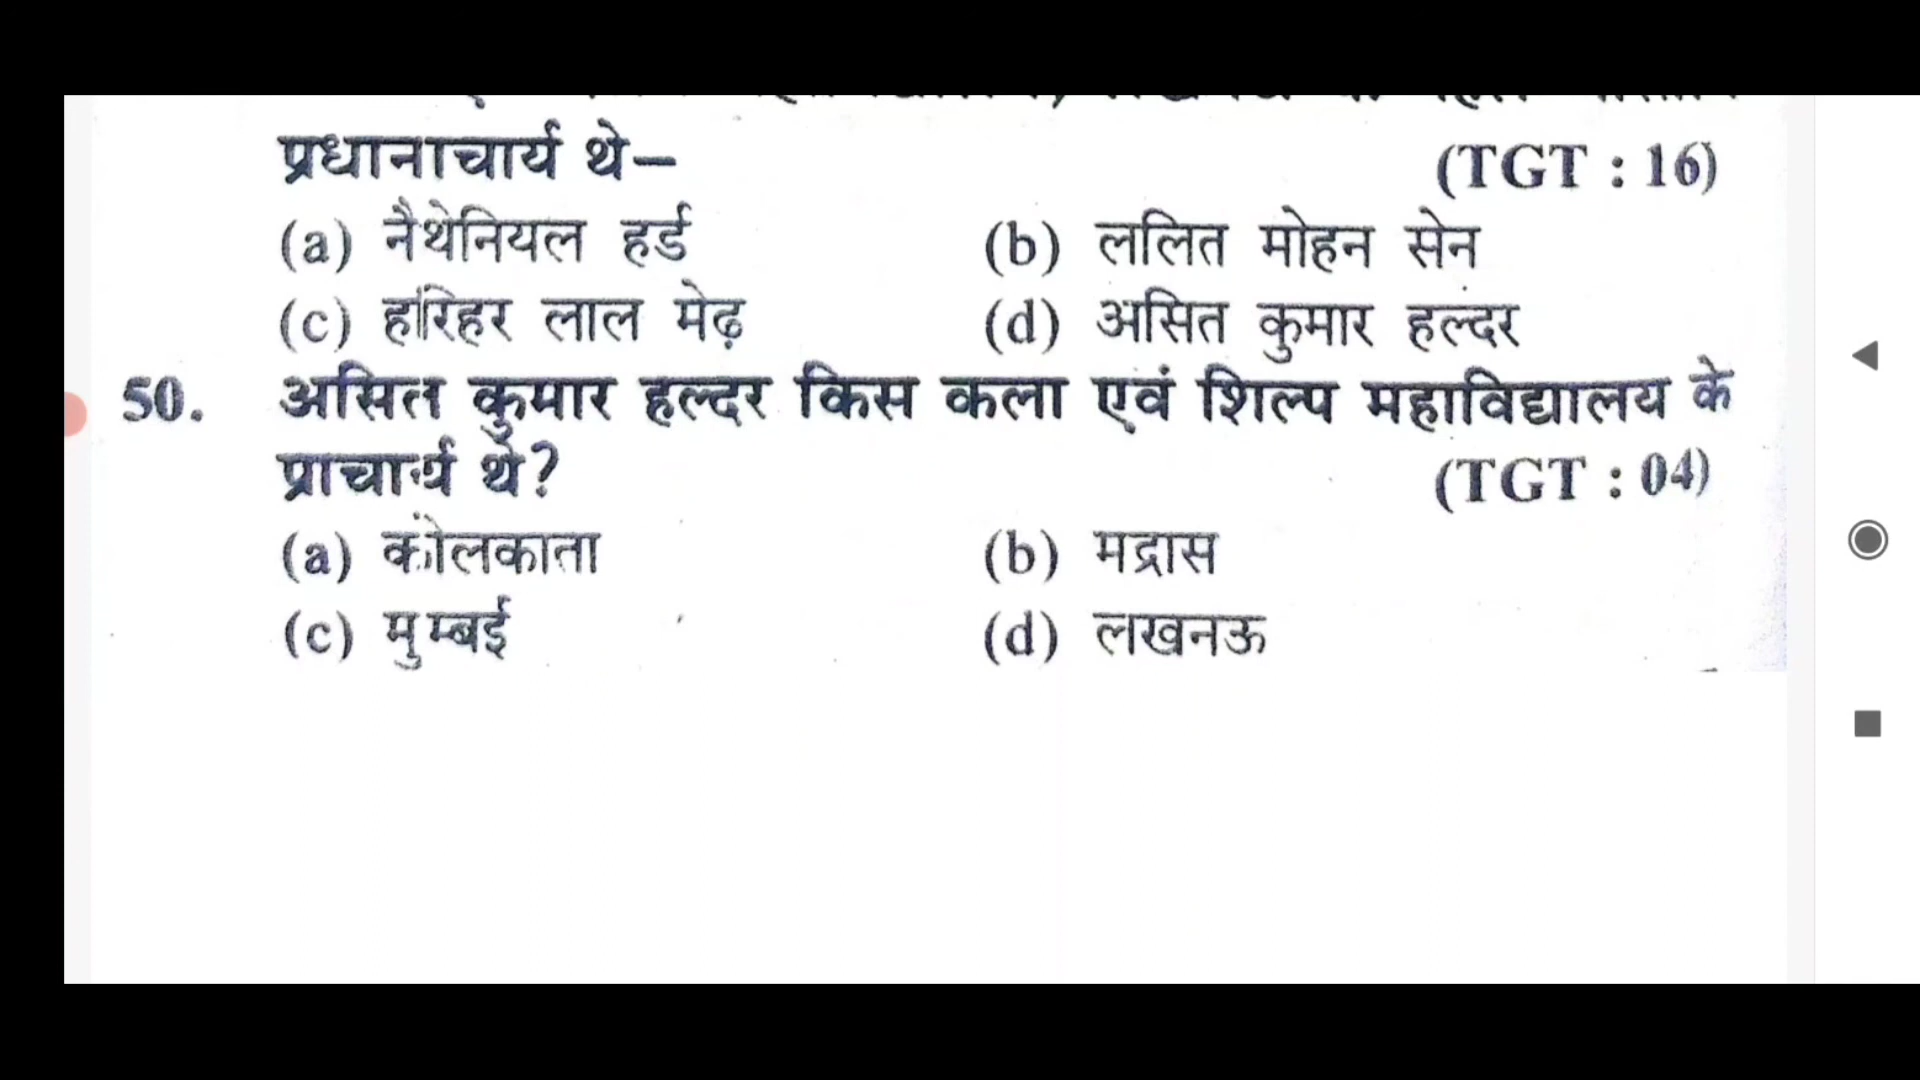 प्रधानाचार्य थे– (TGT : 16)
(a) नैथेनियल हर्ड (b) ललित मोहन सेन
(c) हरिहर लाल मेढ़ (d) असित कुमार हल्दर
50. असित कुमार हल्दर किस कला एवं शिल्प महाविद्यालय के
प्राचार्य थे? (TGT : 04)
(a) कोलकाता (b) मद्रास
(c) मुम्बई (d) लखनऊ